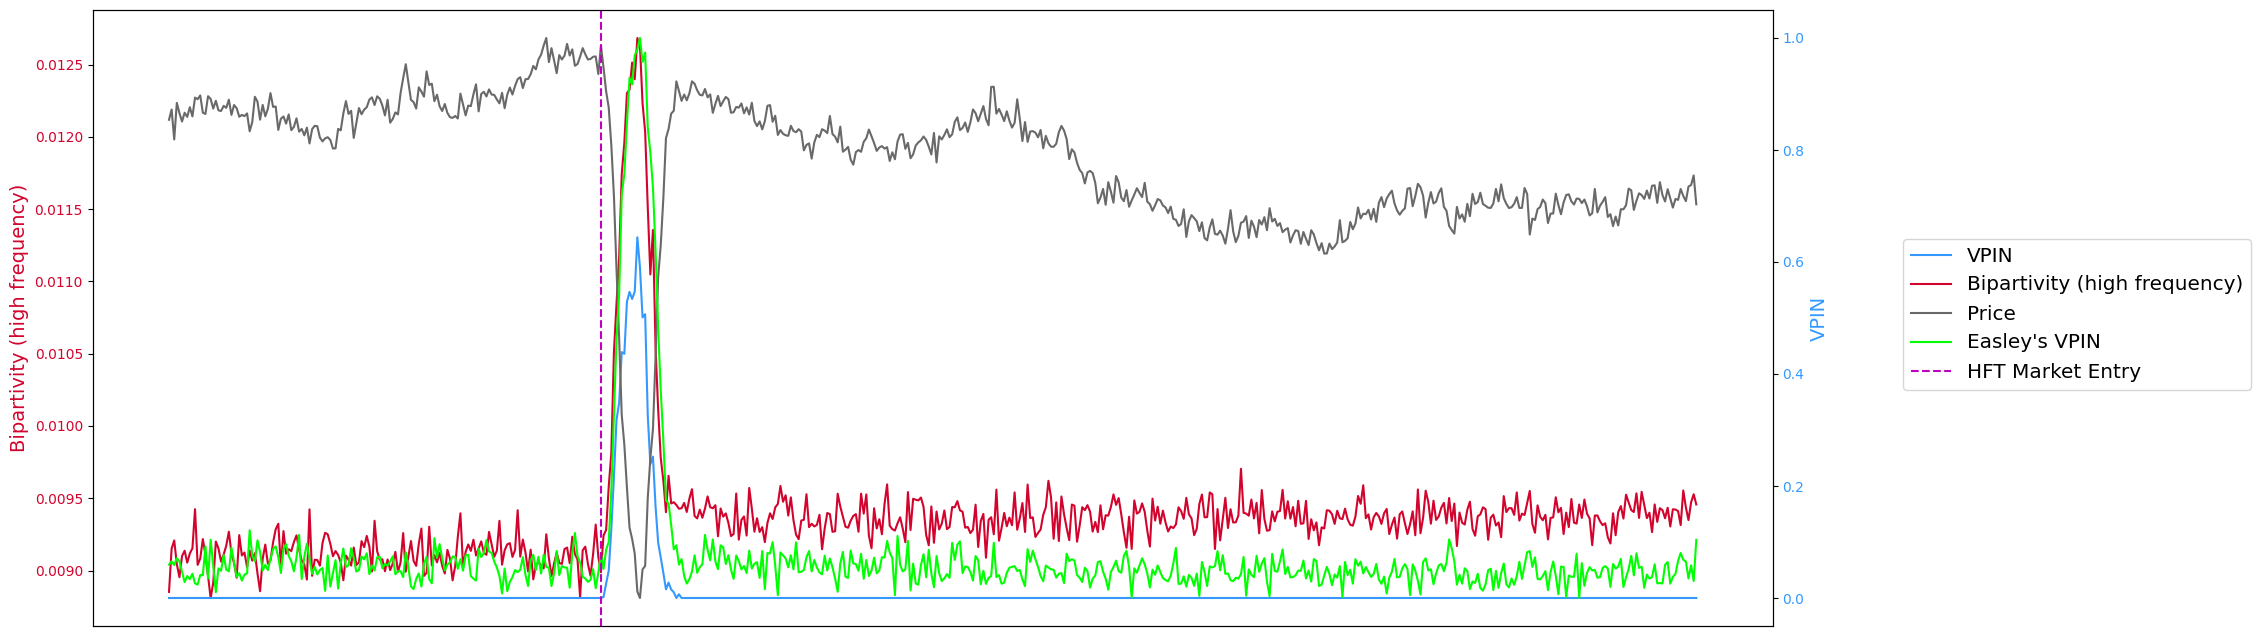 Bipartivity (high frequency)
0.0125
0.0120
0.0115
0.0110
0.0105
0.0100
0.0095
0.0090
1.0
0.8
0.6
0.4
0.2
0.0
VPIN
VPIN
Bipartivity (high frequency)
Price
Easley's VPIN
HFT Market Entry